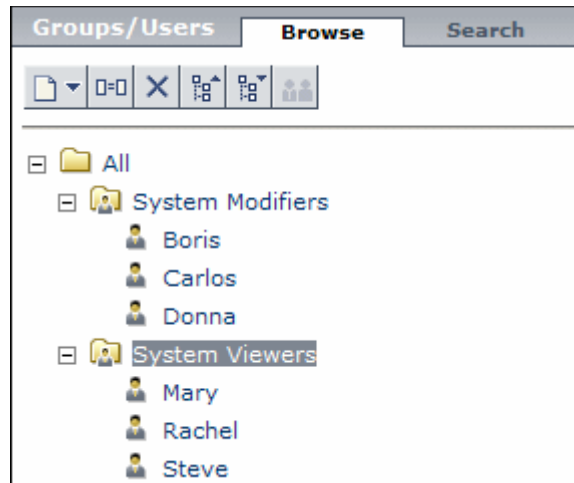 Groups/Users Browse Search
All
System Modifiers
Boris
Carlos
Donna
System Viewers
Mary
Rachel
Steve